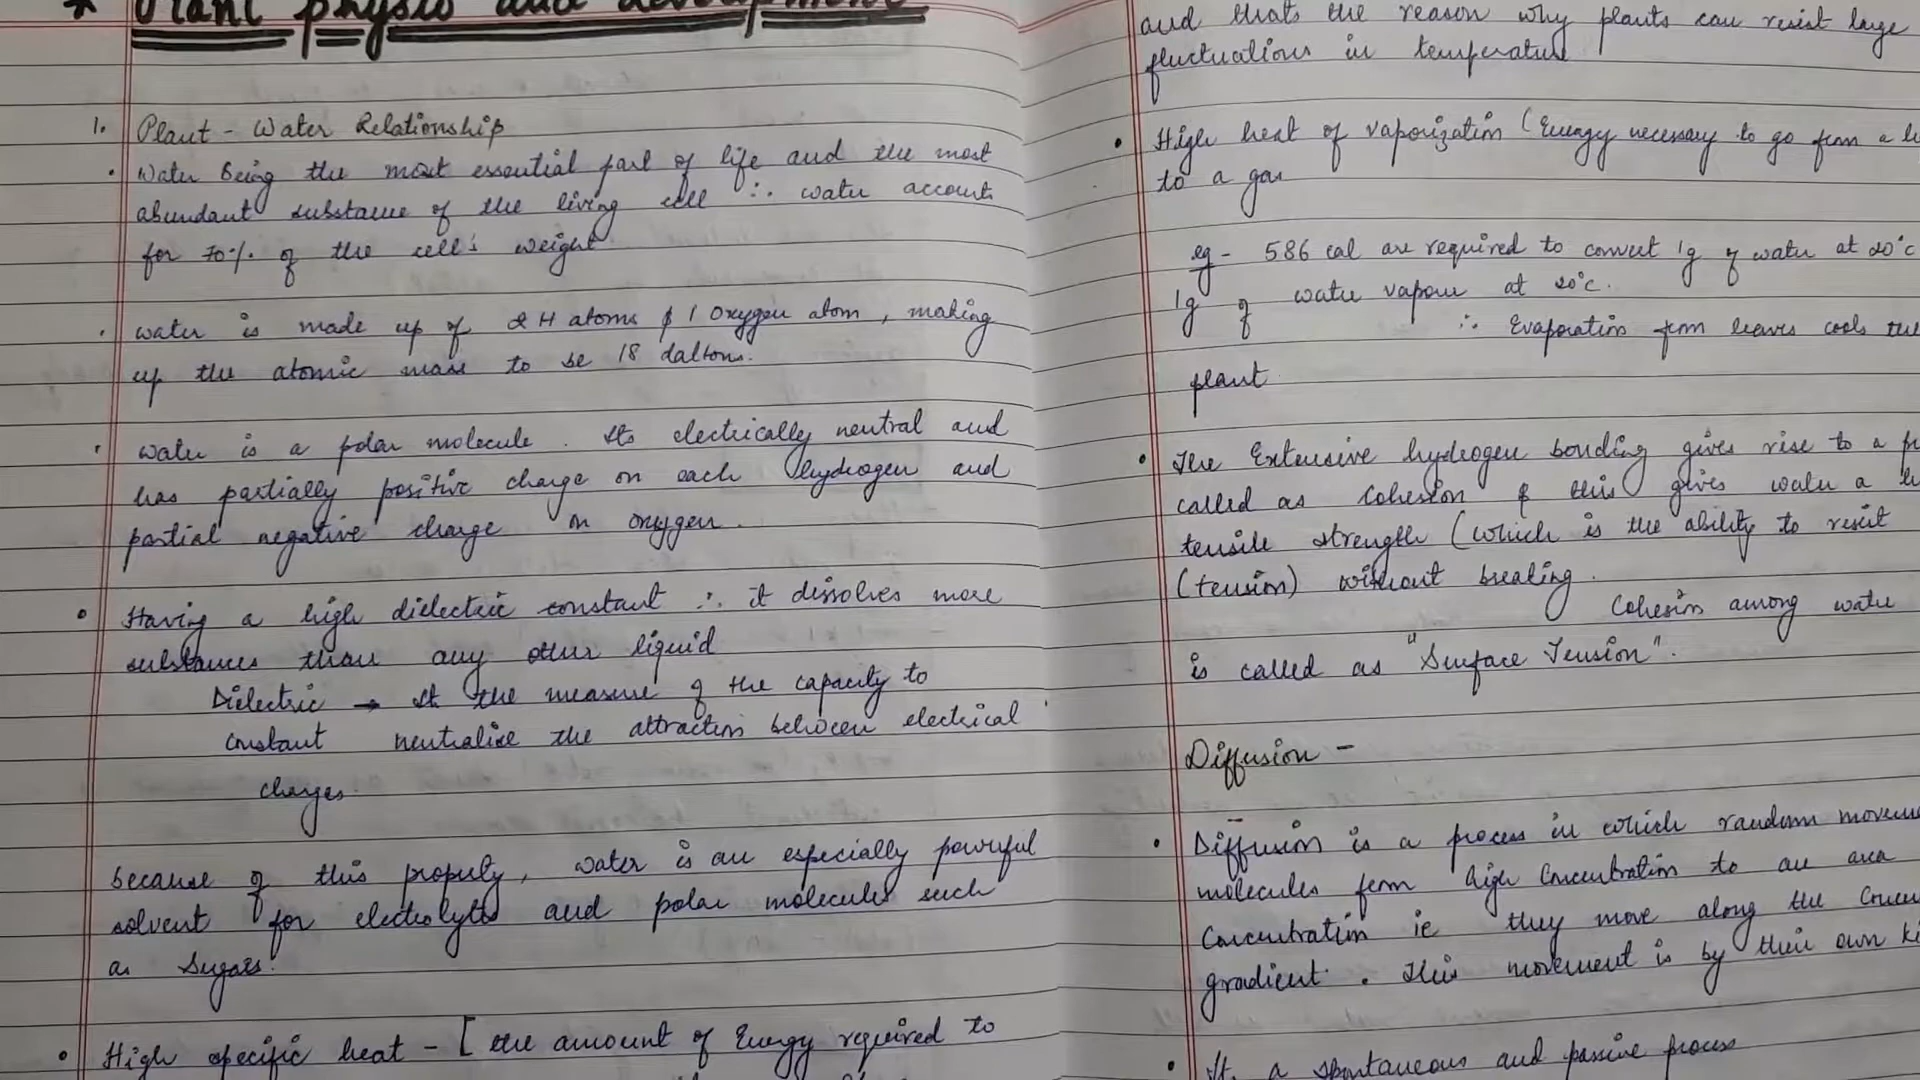 * Plant physio and development
1. Plant - Water Relationship
• Water being the most essential part of life and the most
abundant substance of the living cell ∴ water accounts
for 70% of the cell's weight
• water is made up of 2 H atoms & 1 Oxygen atom, making
up the atomic mass to be 18 daltons.
• water is a polar molecule. Its electrically neutral and
has partially positive charge on each hydrogen and
partial negative charge on oxygen.
• Having a high dielectric constant ∴ it dissolves more
substances than any other liquid
Dielectric → It the measure of the capacity to
constant neutralise the attraction between electrical
charges.
because of this property, water is an especially powerful
solvent for electrolytes and polar molecules such
as sugars.
• High specific heat - [ the amount of Energy required to
and thats the reason why plants can resist large
fluctuations in temperature
• High heat of vaporization (Energy necessary to go from a
to a gas
eg - 586 cal are required to convert 1g of water at 20°C
1g of water vapour at 20°C.
∴ Evaporation from leaves cools the
plant
• The Extensive hydrogen bonding gives rise to a
called as Cohesion & this gives water a
tensile strength (which is the ability to resist
(tension) without breaking.
Cohesion among water
is called as "Surface Tension".
Diffusion -
• Diffusion is a process in which random
molecules from high concentration to an area
concentration ie they move along the
gradient. This movement is by their own
• It a spontaneous and passive process